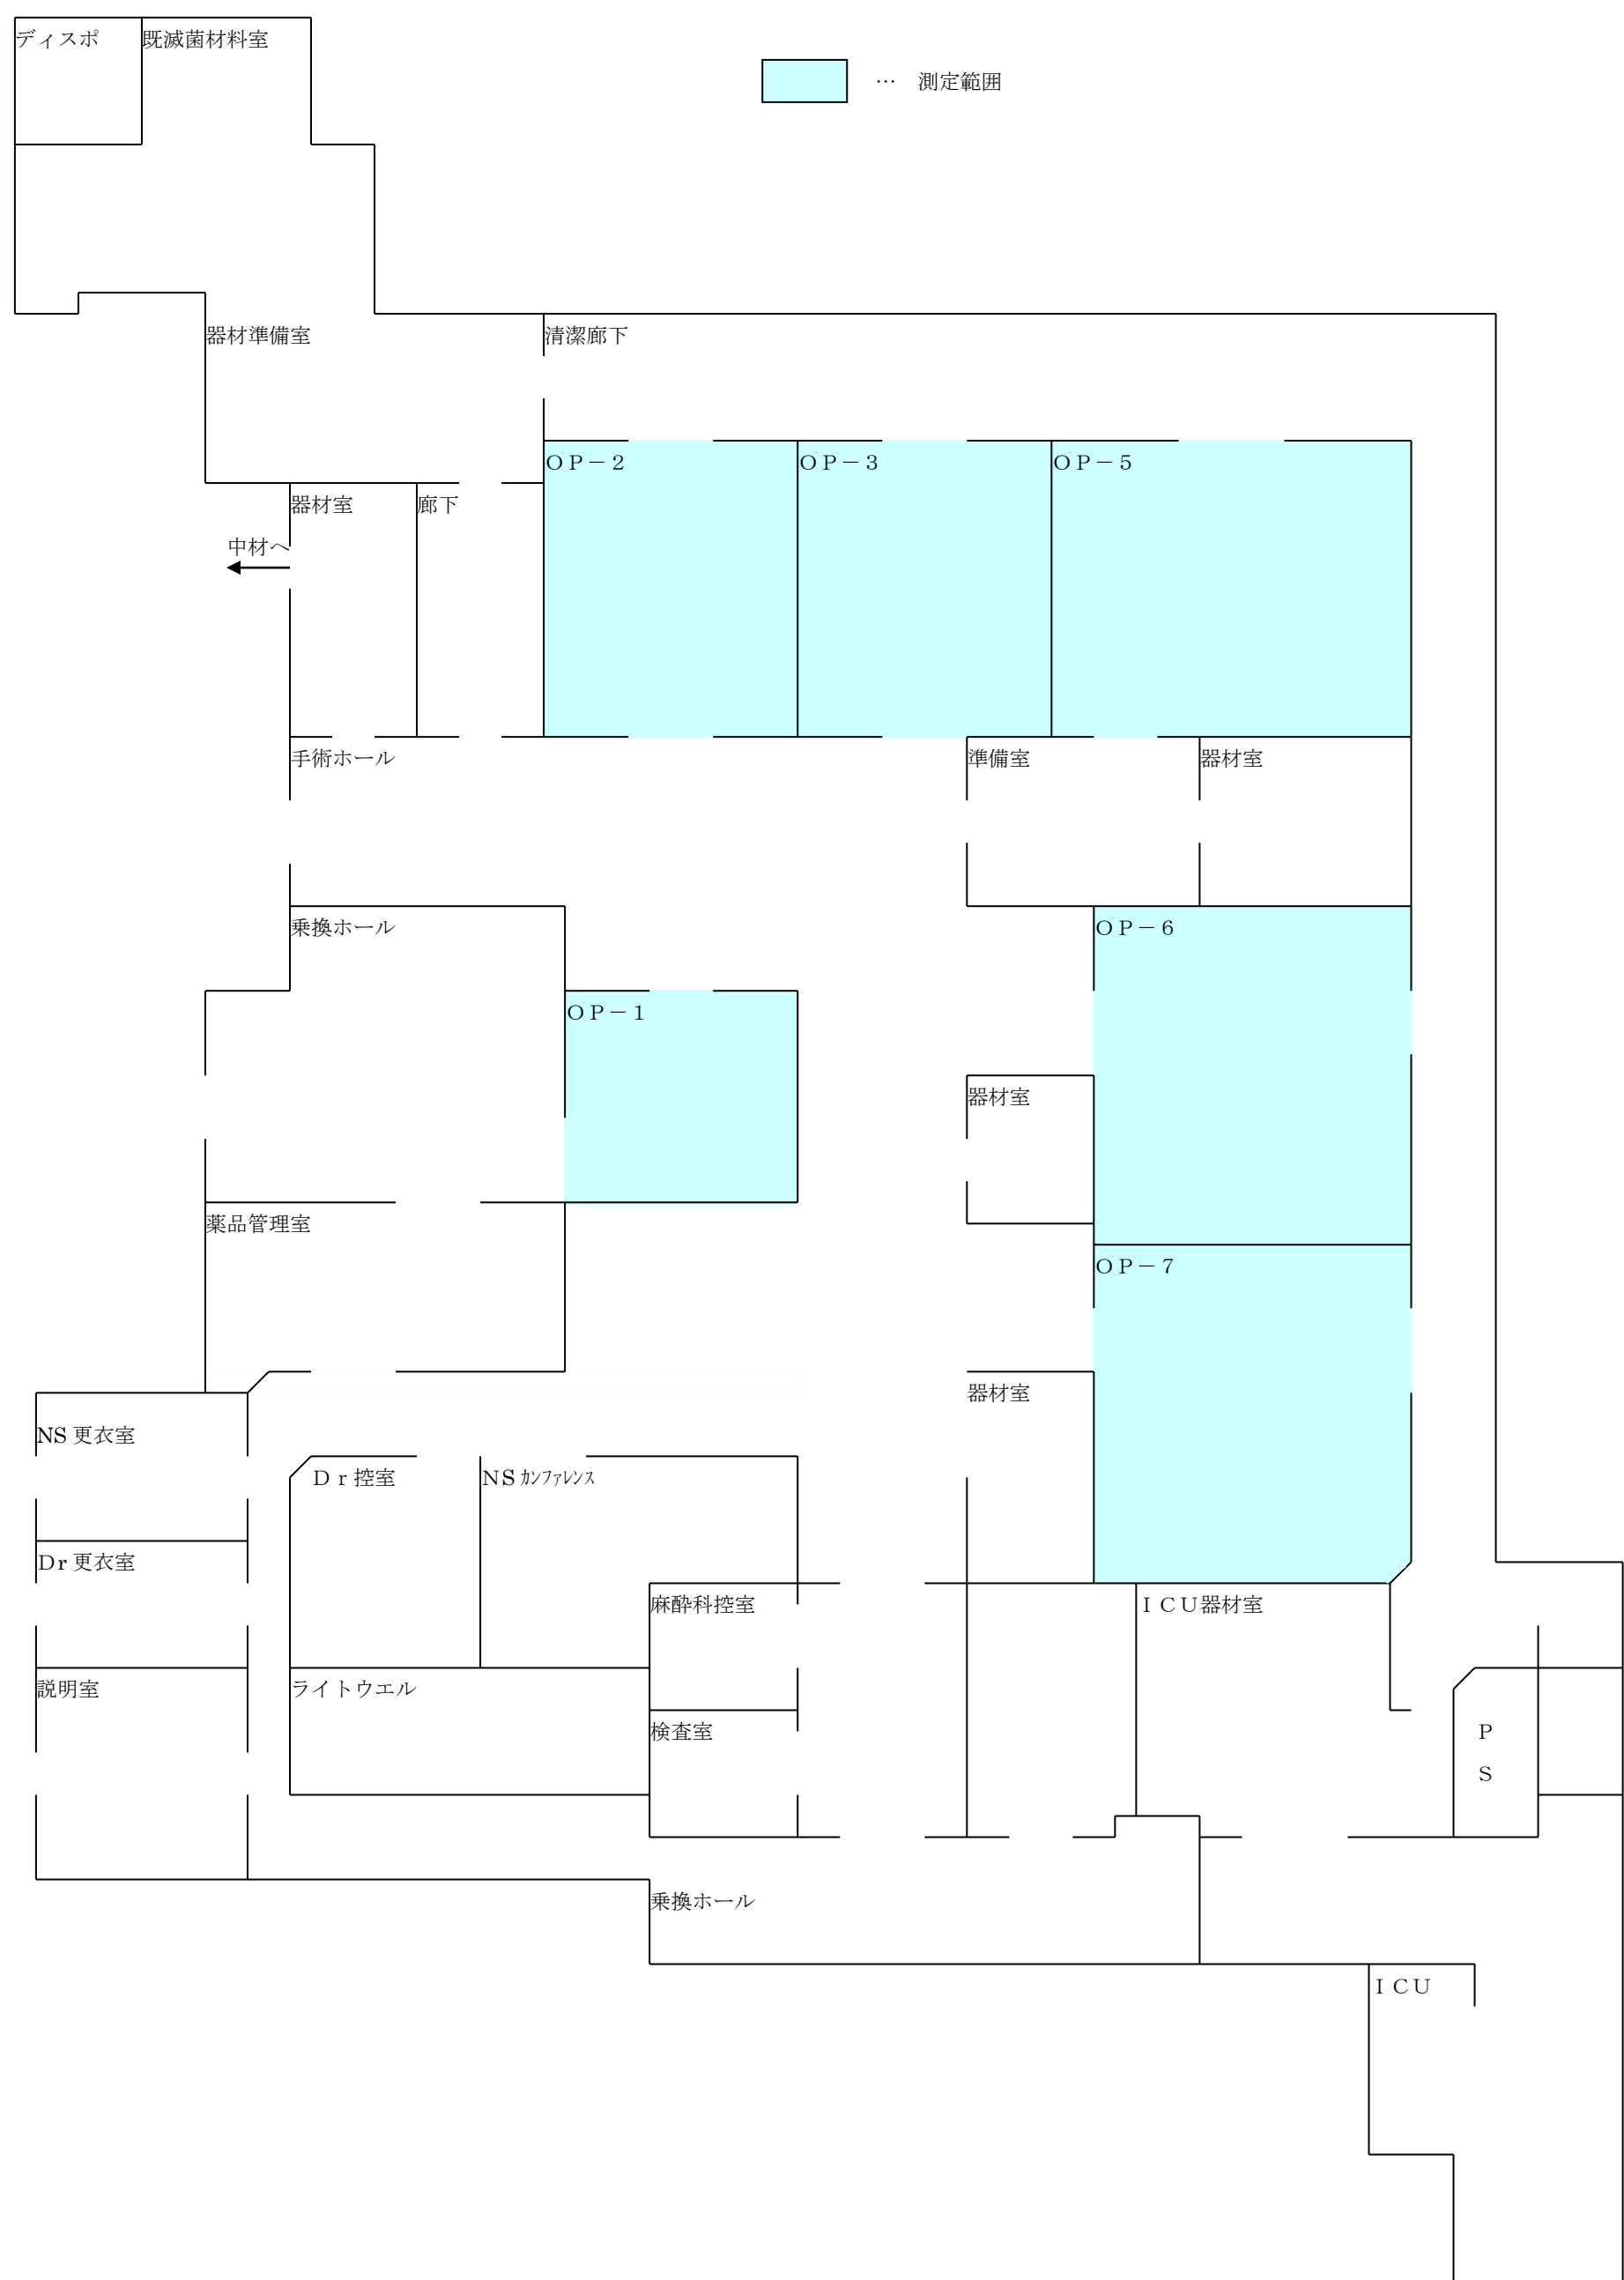 ディスポ
既滅菌材料室
… 測定範囲
器材準備室
清潔廊下
ＯＰ－２
ＯＰ－３
ＯＰ－５
器材室
廊下
中材へ
手術ホール
準備室
器材室
乗換ホール
ＯＰ－６
ＯＰ－１
器材室
薬品管理室
ＯＰ－７
器材室
NS 更衣室
Ｄｒ控室
NS ｶﾝﾌｧﾚﾝｽ
Dr 更衣室
麻酔科控室
ＩＣＵ器材室
説明室
ライトウエル
検査室
Ｐ
Ｓ
乗換ホール
ＩＣＵ